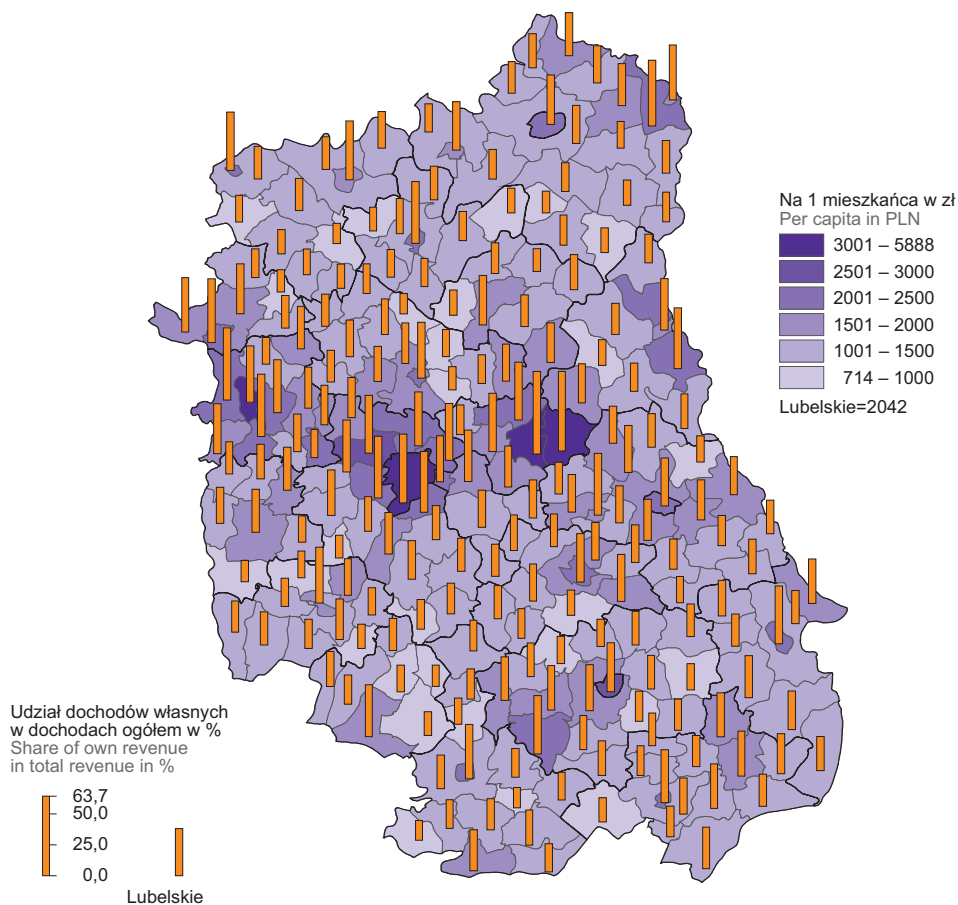 Na 1 mieszkańca w zł
Per capita in PLN
3001 – 5888
2501 – 3000
2001 – 2500
1501 – 2000
1001 – 1500
714 – 1000
Lubelskie=2042
Udział dochodów własnych
w dochodach ogółem w %
Share of own revenue
in total revenue in %
63,7
50,0
25,0
0,0
Lubelskie